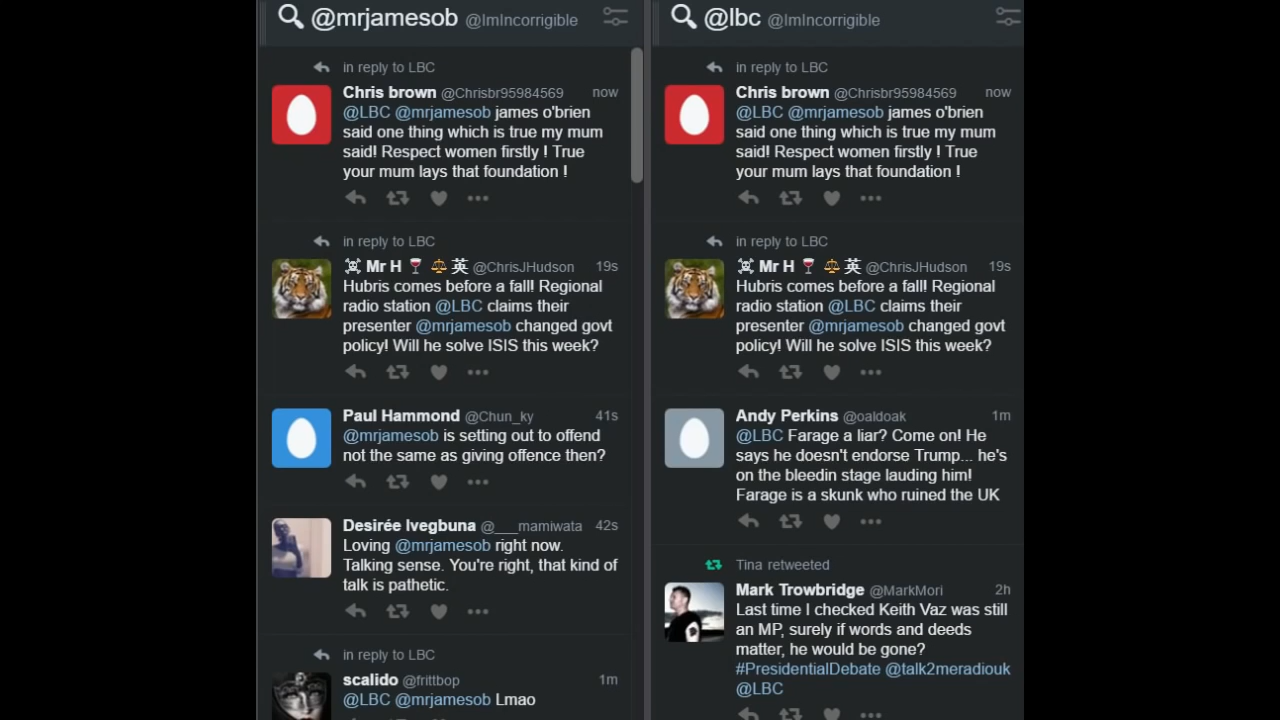 @mrjamesob @ImIncorrigible
in reply to LBC
Chris brown @Chrisbr95984569 now
@LBC @mrjamesob james o'brien
said one thing which is true my mum
said! Respect women firstly ! True
your mum lays that foundation !
in reply to LBC
☠ Mr H 🍷 ⚖ 英 @ChrisJHudson 19s
Hubris comes before a fall! Regional
radio station @LBC claims their
presenter @mrjamesob changed govt
policy! Will he solve ISIS this week?
Paul Hammond @Chun_ky 41s
@mrjamesob is setting out to offend
not the same as giving offence then?
Desirée Ivegbuna @___mamiwata 42s
Loving @mrjamesob right now.
Talking sense. You're right, that kind of
talk is pathetic.
in reply to LBC
scalido @frittbop 1m
@LBC @mrjamesob Lmao
@lbc @ImIncorrigible
in reply to LBC
Chris brown @Chrisbr95984569 now
@LBC @mrjamesob james o'brien
said one thing which is true my mum
said! Respect women firstly ! True
your mum lays that foundation !
in reply to LBC
☠ Mr H 🍷 ⚖ 英 @ChrisJHudson 19s
Hubris comes before a fall! Regional
radio station @LBC claims their
presenter @mrjamesob changed govt
policy! Will he solve ISIS this week?
Andy Perkins @oaldoak 1m
@LBC Farage a liar? Come on! He
says he doesn't endorse Trump... he's
on the bleedin stage lauding him!
Farage is a skunk who ruined the UK
Tina retweeted
Mark Trowbridge @MarkMori 2h
Last time I checked Keith Vaz was still
an MP, surely if words and deeds
matter, he would be gone?
#PresidentialDebate @talk2meradiouk
@LBC